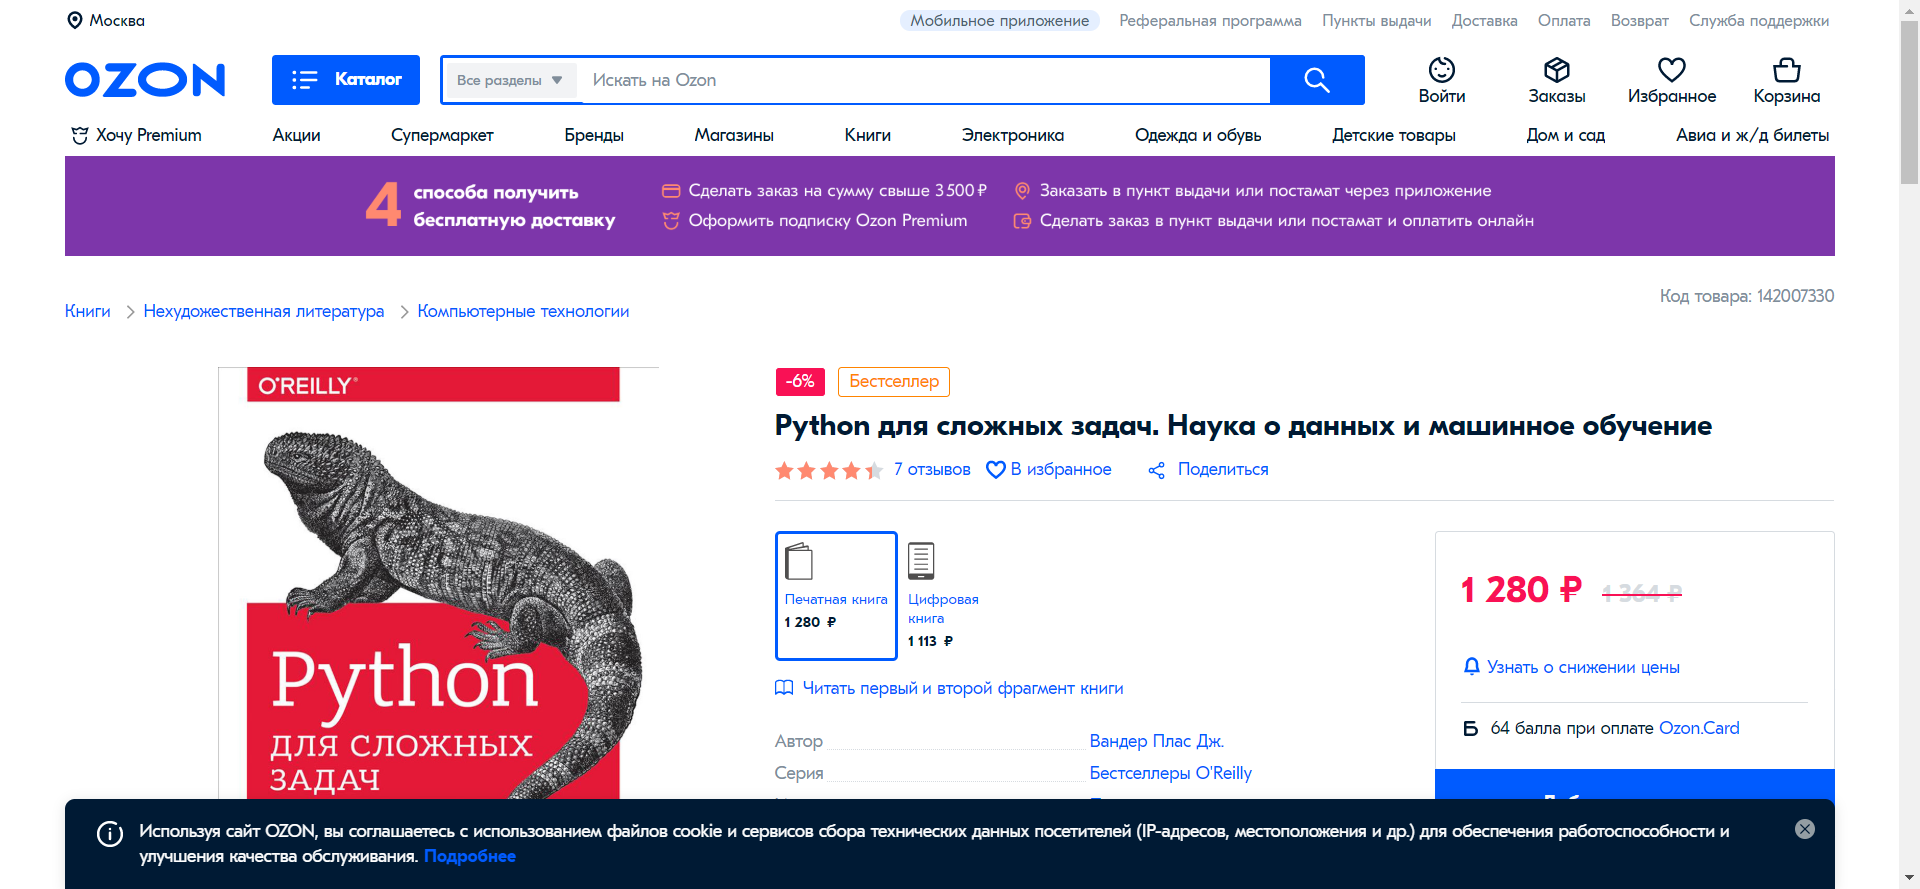 Москва
Мобильное приложение Реферальная программа Пункты выдачи Доставка Оплата Возврат Служба поддержки
OZON
Каталог
Все разделы
Искать на Ozon
Войти Заказы Избранное Корзина
Хочу Premium Акции Супермаркет Бренды Магазины Книги Электроника Одежда и обувь Детские товары Дом и сад Авиа и ж/д билеты
4 способа получить
бесплатную доставку
Сделать заказ на сумму свыше 3 500 ₽
Оформить подписку Ozon Premium
Заказать в пункт выдачи или постамат через приложение
Сделать заказ в пункт выдачи или постамат и оплатить онлайн
Код товара: 142007330
Книги Нехудожественная литература Компьютерные технологии
O'REILLY®
Python
ДЛЯ СЛОЖНЫХ
ЗАДАЧ
-6% Бестселлер
Python для сложных задач. Наука о данных и машинное обучение
7 отзывов В избранное Поделиться
Печатная книга
1 280 ₽
Цифровая
книга
1 113 ₽
Читать первый и второй фрагмент книги
Автор Вандер Плас Дж.
Серия Бестселлеры O'Reilly
1 280 ₽ 1 364 ₽
Узнать о снижении цены
Б 64 балла при оплате Ozon.Card
Используя сайт OZON, вы соглашаетесь с использованием файлов cookie и сервисов сбора технических данных посетителей (IP-адресов, местоположения и др.) для обеспечения работоспособности и
улучшения качества обслуживания. Подробнее